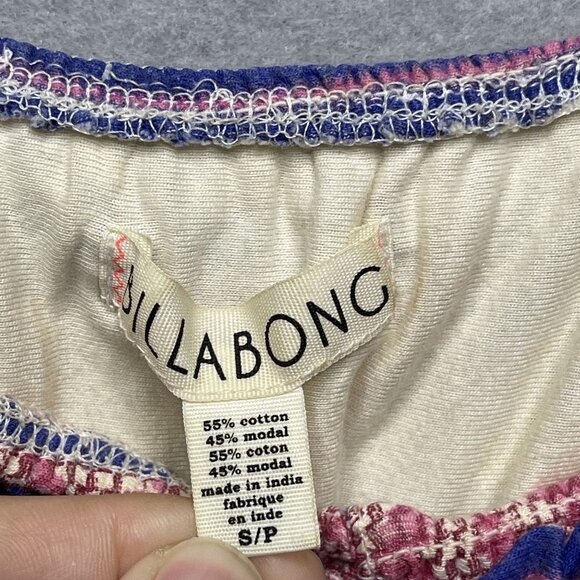 BILLABONG
55% cotton
45% modal
55% coton
45% modal
made in india
fabrique
en inde
S/P